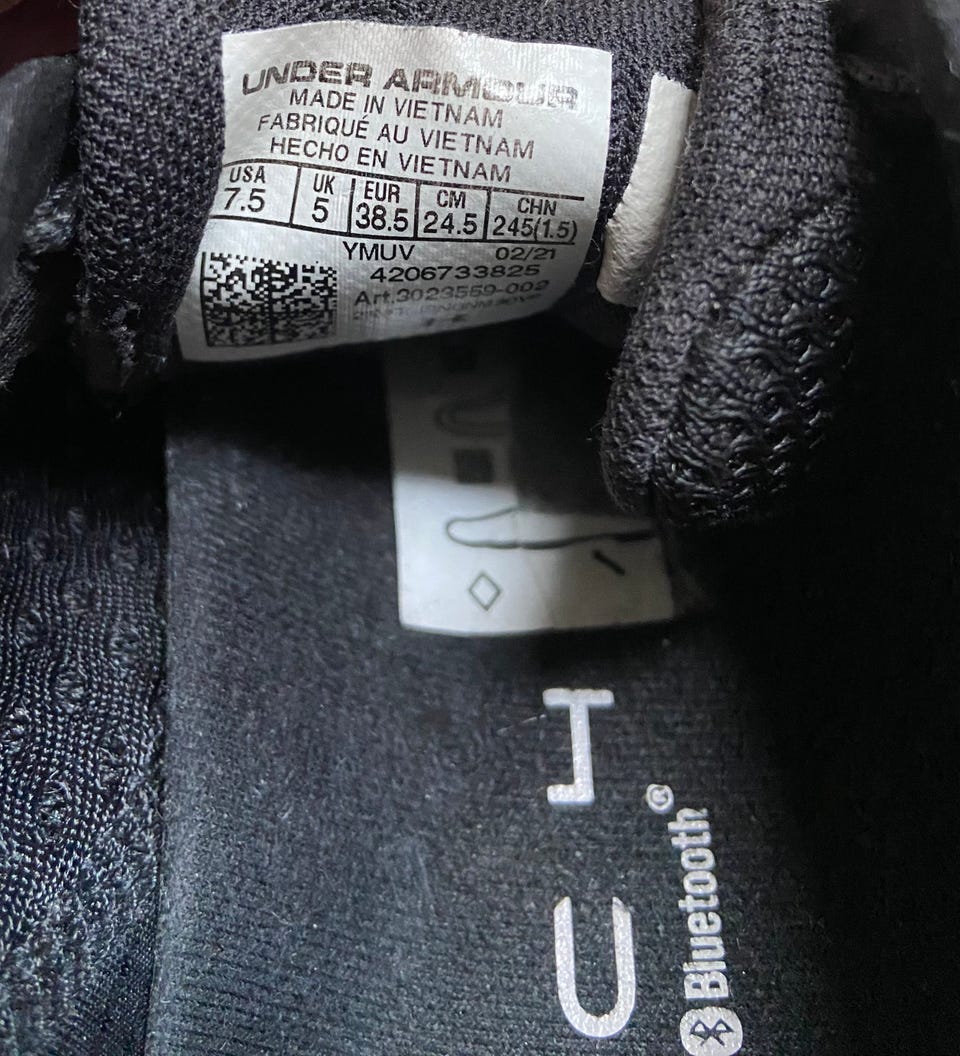 UNDER ARMOUR
MADE IN VIETNAM
FABRIQUÉ AU VIETNAM
HECHO EN VIETNAM
USA UK EUR CM CHN
7.5 5 38.5 24.5 245(1.5)
YMUV 02/21
4206733825
Art.3023559-002
Bluetooth®